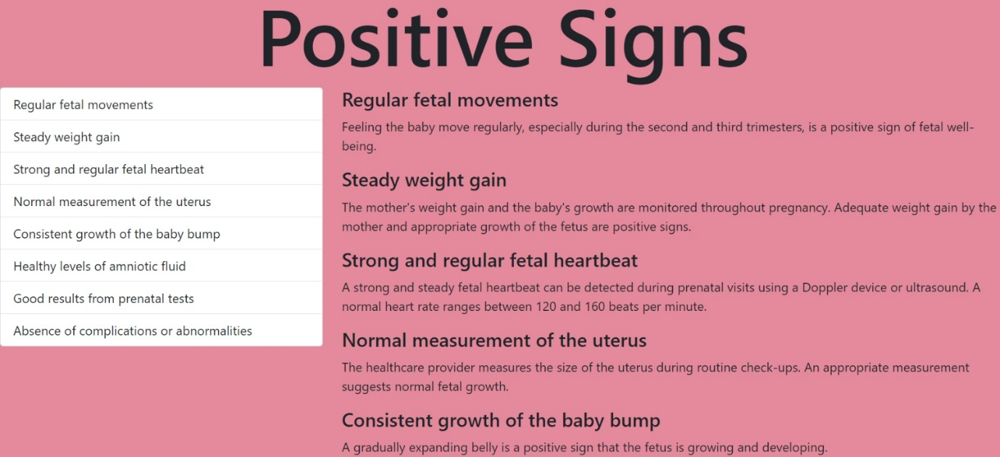 Positive Signs
Regular fetal movements
Steady weight gain
Strong and regular fetal heartbeat
Normal measurement of the uterus
Consistent growth of the baby bump
Healthy levels of amniotic fluid
Good results from prenatal tests
Absence of complications or abnormalities
Regular fetal movements
Feeling the baby move regularly, especially during the second and third trimesters, is a positive sign of fetal well-
being.
Steady weight gain
The mother's weight gain and the baby's growth are monitored throughout pregnancy. Adequate weight gain by the
mother and appropriate growth of the fetus are positive signs.
Strong and regular fetal heartbeat
A strong and steady fetal heartbeat can be detected during prenatal visits using a Doppler device or ultrasound. A
normal heart rate ranges between 120 and 160 beats per minute.
Normal measurement of the uterus
The healthcare provider measures the size of the uterus during routine check-ups. An appropriate measurement
suggests normal fetal growth.
Consistent growth of the baby bump
A gradually expanding belly is a positive sign that the fetus is growing and developing.